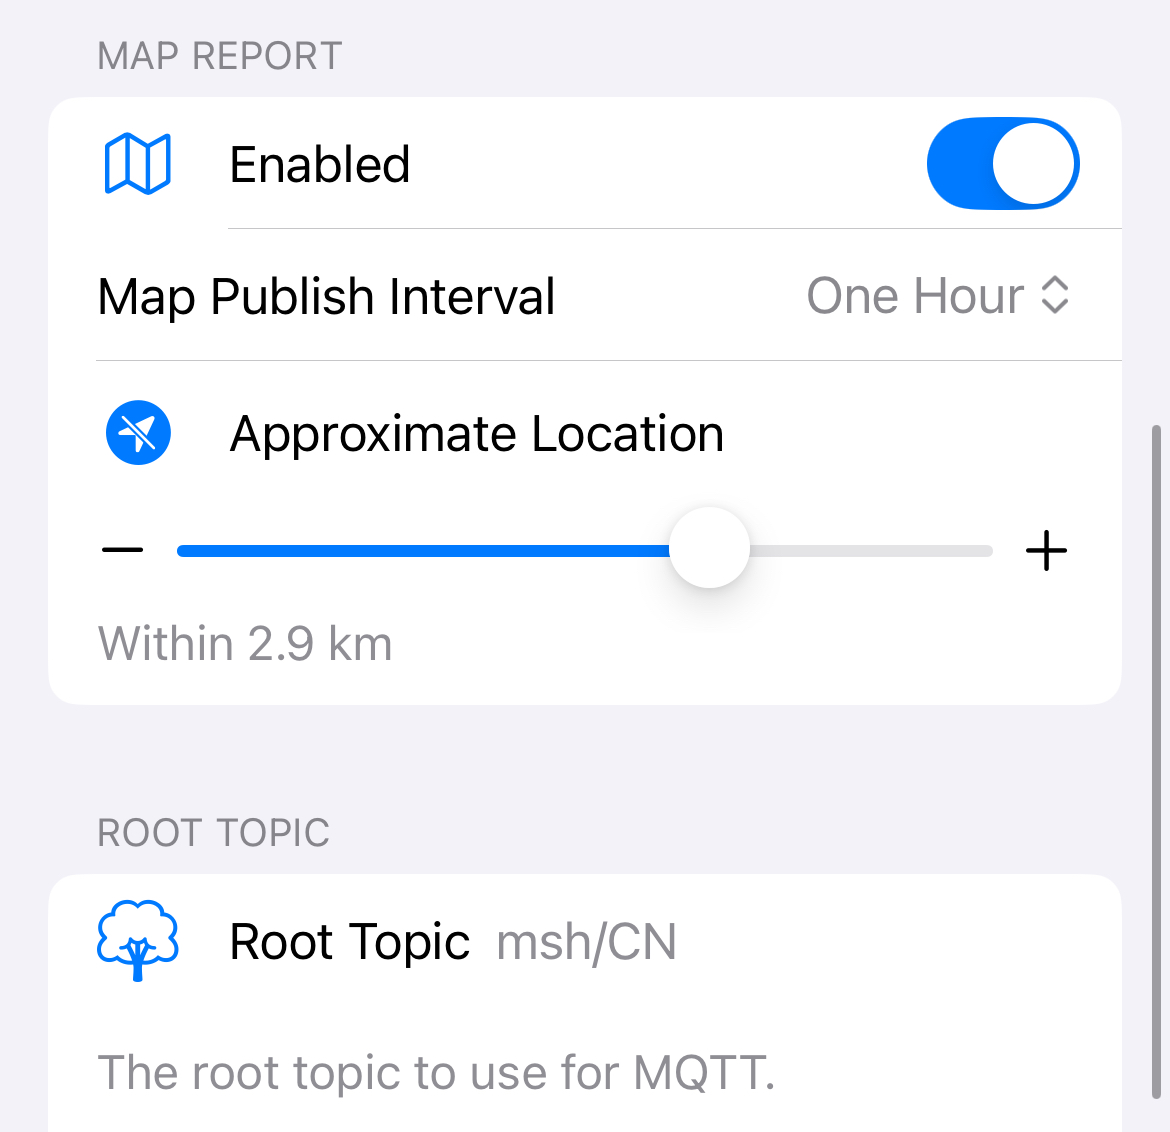 MAP REPORT
Enabled
Map Publish Interval One Hour
Approximate Location
Within 2.9 km
ROOT TOPIC
Root Topic msh/CN
The root topic to use for MQTT.